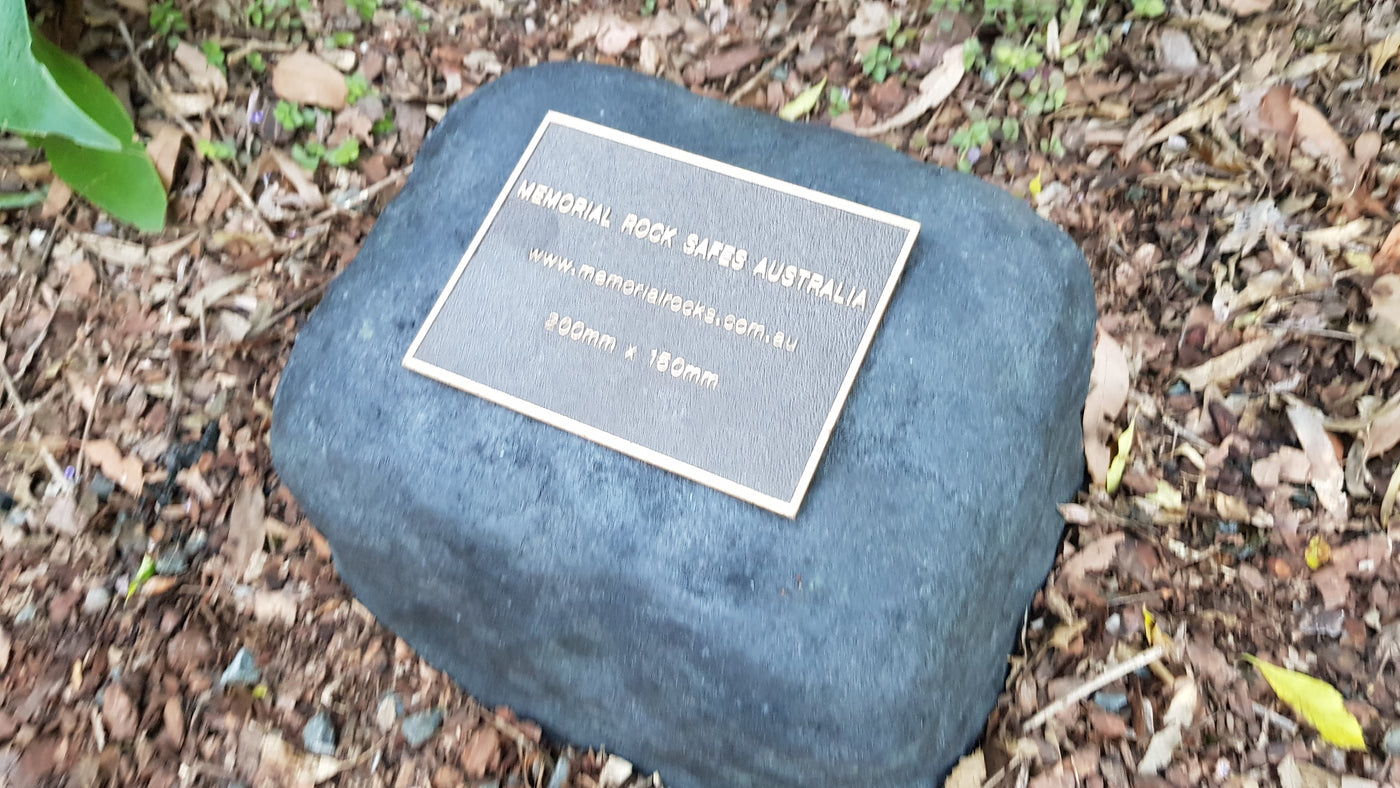 MEMORIAL ROCK SAFES AUSTRALIA
www.memorialrocks.com.au
200mm x 150mm